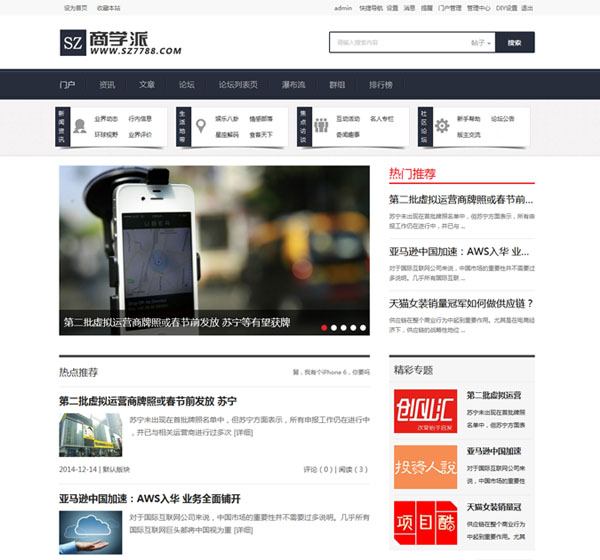 设为首页 收藏本站
admin 快捷导航 设置 消息 提醒 门户管理 管理中心 DIY设置 退出
SZ 商学派
WWW.SZ7788.COM
请输入搜索内容 帖子 搜索
门户 资讯 文章 论坛 论坛列表页 瀑布流 群组 排行榜
新闻资讯
业界动态 行内信息
环球视野 业界评价
生活地带
娱乐八卦 情感部落
星座解码 食客天下
焦点访谈
互动活动 名人专栏
奇闻趣事
社区论坛
新手帮助 论坛公告
版主交流
UBER
第二批虚拟运营商牌照或春节前发放 苏宁等有望获牌
热门推荐
第二批虚拟运营商牌照或春节前...
苏宁未出现在首批牌照名单中，但苏宁方面表示，所有申
报工作仍在进行中，并已与 ...
亚马逊中国加速：AWS入华 业...
对于国际互联网公司来说，中国市场的重要性并不需要过
多说明。几乎所有国际互联 ...
天猫女装销量冠军如何做供应链？
供应链在整个商业行为中起到重要作用。尤其是在电商经
济下，供应链的战略性地位 ...
热点推荐
餵，我有个iPhone 6，你要吗
第二批虚拟运营商牌照或春节前发放 苏宁
苏宁未出现在首批牌照名单中，但苏宁方面表示，所有申报工作仍在进行中
，并已与相关运营商进行过多次 [详细]
2014-12-14 | 默认版块 评论 ( 0 ) | 阅读 ( 3 )
亚马逊中国加速：AWS入华 业务全面铺开
对于国际互联网公司来说，中国市场的重要性并不需要过多说明。几乎所有
国际互联网巨头都将中国视为重 [详细]
精彩专题
创风汇
第二批虚拟运营
苏宁未出现在首批牌照
名单中，但苏宁方面表
投资人说
亚马逊中国加速
对于国际互联网公司来
说，中国市场的重要性
项目酷
天猫女装销量冠
供应链在整个商业行为
中起到重要作用。尤其